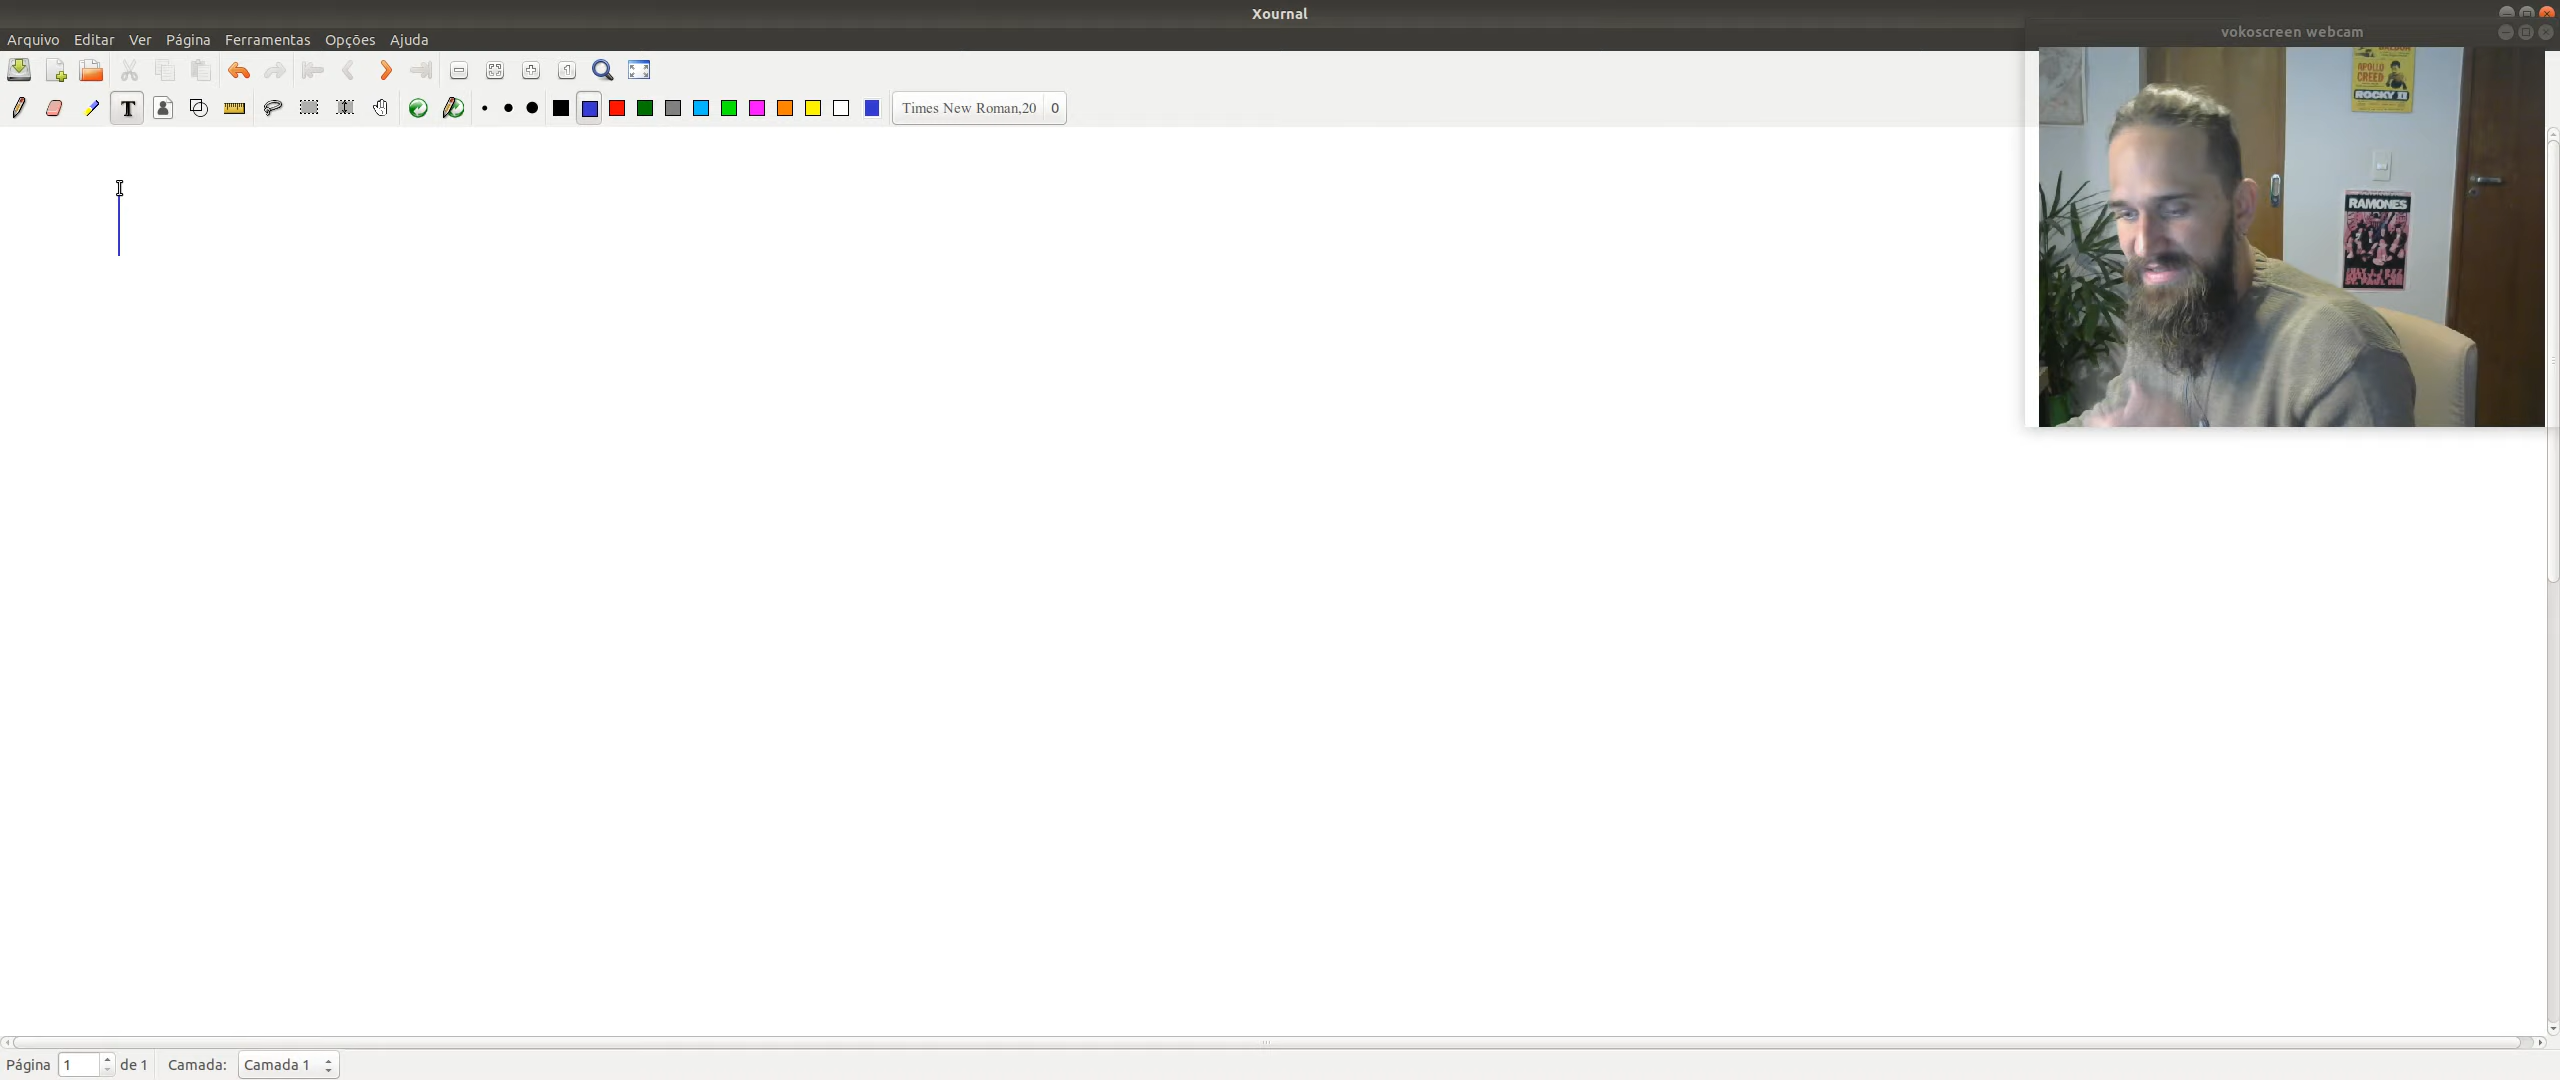 Xournal
Arquivo Editar Ver Página Ferramentas Opções Ajuda
vokoscreen webcam
T
Times New Roman,20 0
APOLLO
CREED
ROCKY II
RAMONES
Página 1 de 1 Camada: Camada 1